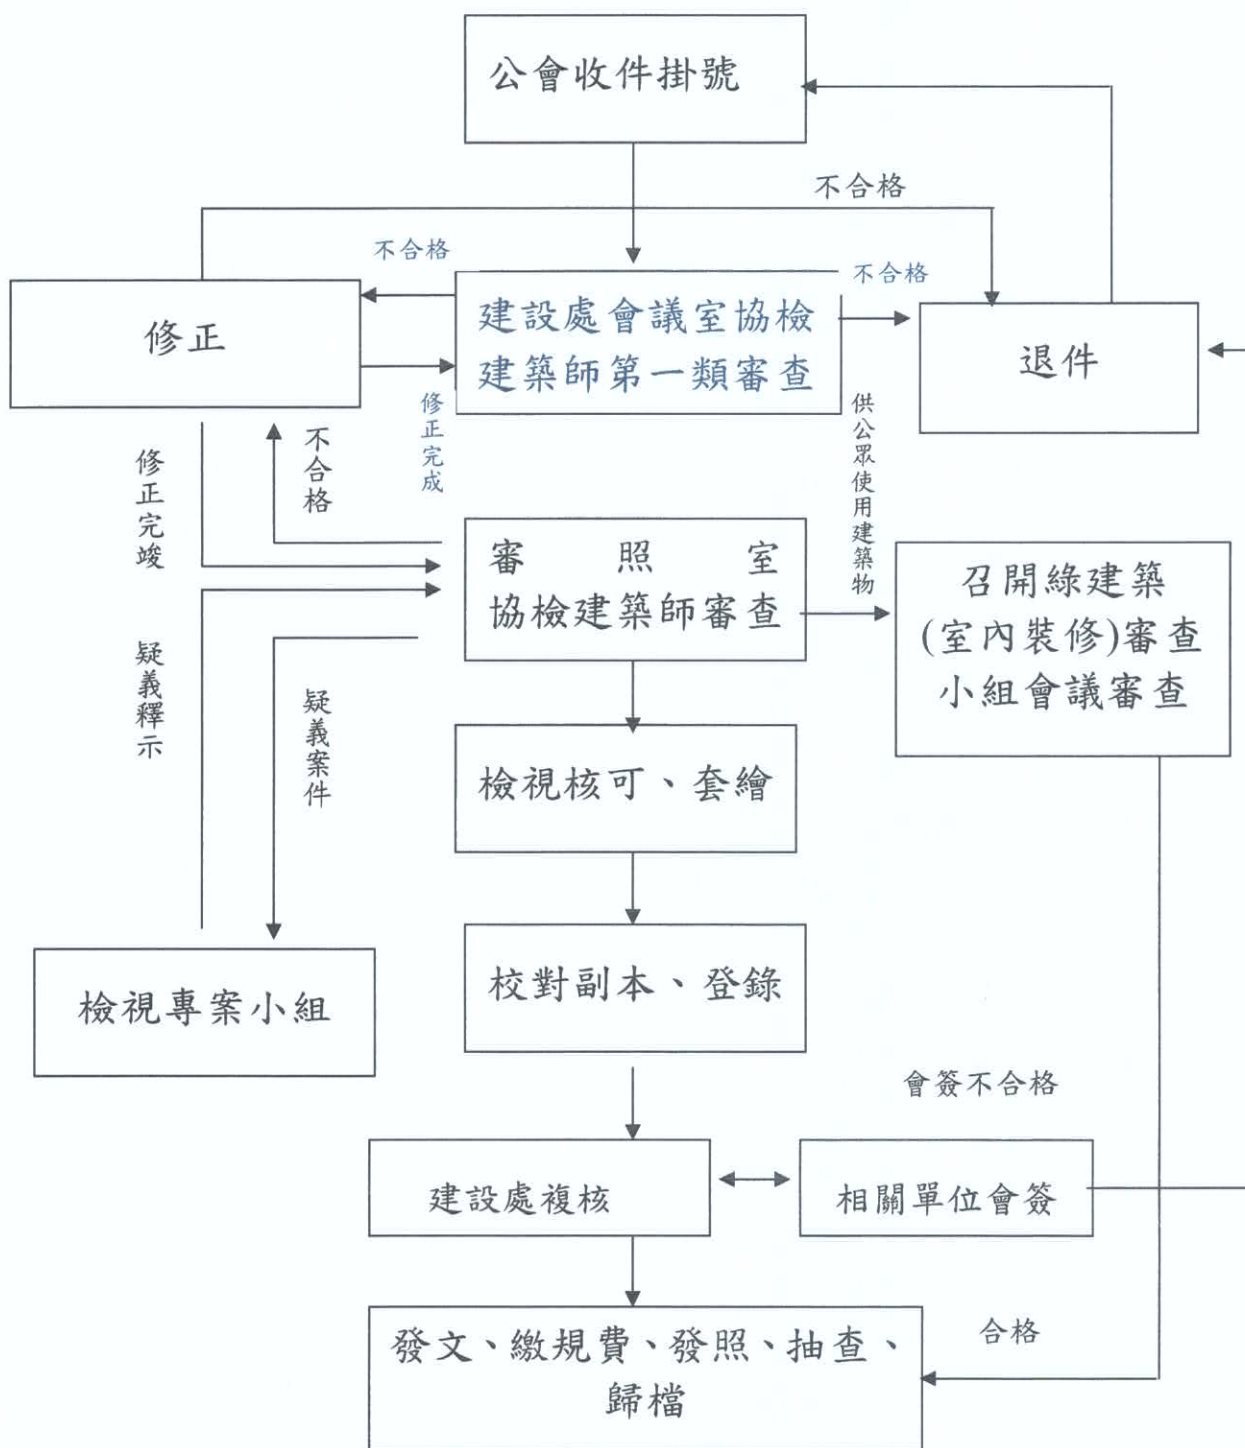 公會收件掛號
不合格
不合格
不合格
修正
建設處會議室協檢
建築師第一類審查
退件
修正完竣
不合格
修正完成
供公眾使用建築物
審照室
協檢建築師審查
召開綠建築
(室內裝修)審查
小組會議審查
疑義釋示
疑義案件
檢視核可、套繪
檢視專案小組
校對副本、登錄
會簽不合格
建設處複核
相關單位會簽
發文、繳規費、發照、抽查、
歸檔
合格